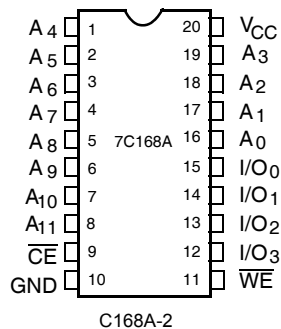 A4 1 20 VCC
A5 2 19 A3
A6 3 18 A2
A7 4 17 A1
A8 5 7C168A 16 A0
A9 6 15 I/O0
A10 7 14 I/O1
A11 8 13 I/O2
C̅E̅ 9 12 I/O3
GND 10 11 W̅E̅
C168A-2